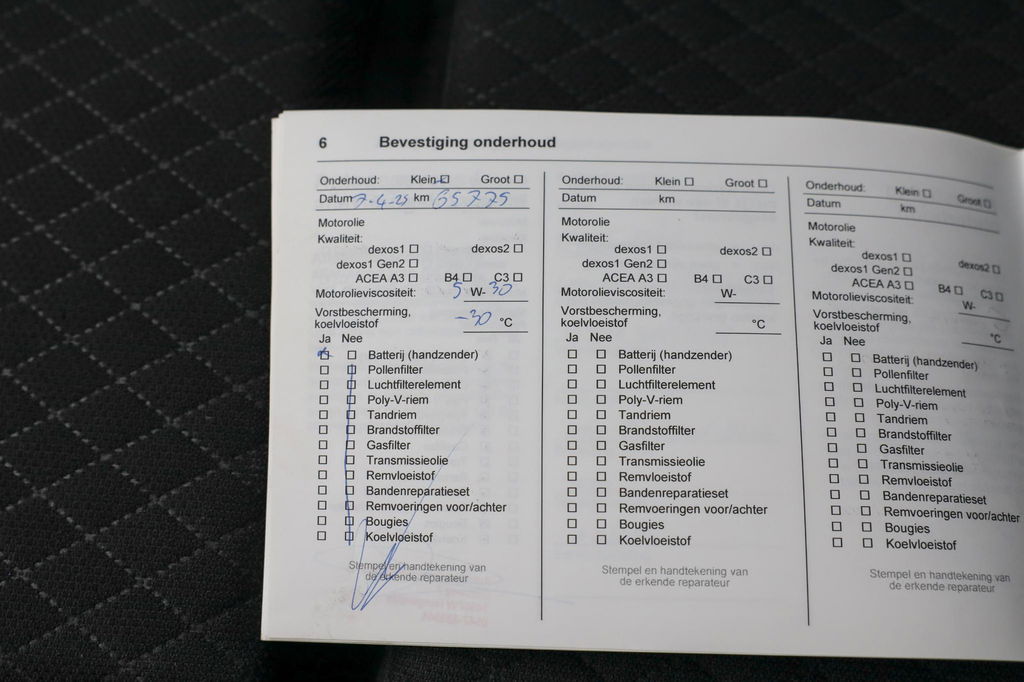 6 Bevestiging onderhoud
Onderhoud: Klein Groot
Datum 7-4-25 km 65775
Motorolie
Kwaliteit:
dexos1 dexos2
dexos1 Gen2
ACEA A3 B4 C3
Motorolieviscositeit: 5 W- 30
Vorstbescherming,
koelvloeistof -30 °C
Ja Nee
Batterij (handzender)
Pollenfilter
Luchtfilterelement
Poly-V-riem
Tandriem
Brandstoffilter
Gasfilter
Transmissieolie
Remvloeistof
Bandenreparatieset
Remvoeringen voor/achter
Bougies
Koelvloeistof
Stempel en handtekening van
de erkende reparateur
Onderhoud: Klein Groot
Datum km
Motorolie
Kwaliteit:
dexos1 dexos2
dexos1 Gen2
ACEA A3 B4 C3
Motorolieviscositeit: W-
Vorstbescherming,
koelvloeistof °C
Ja Nee
Batterij (handzender)
Pollenfilter
Luchtfilterelement
Poly-V-riem
Tandriem
Brandstoffilter
Gasfilter
Transmissieolie
Remvloeistof
Bandenreparatieset
Remvoeringen voor/achter
Bougies
Koelvloeistof
Stempel en handtekening van
de erkende reparateur
Onderhoud: Klein Groot
Datum km
Motorolie
Kwaliteit:
dexos1 dexos2
dexos1 Gen2
ACEA A3 B4 C3
Motorolieviscositeit: W-
Vorstbescherming,
koelvloeistof °C
Ja Nee
Batterij (handzender)
Pollenfilter
Luchtfilterelement
Poly-V-riem
Tandriem
Brandstoffilter
Gasfilter
Transmissieolie
Remvloeistof
Bandenreparatieset
Remvoeringen voor/achter
Bougies
Koelvloeistof
Stempel en handtekening van
de erkende reparateur